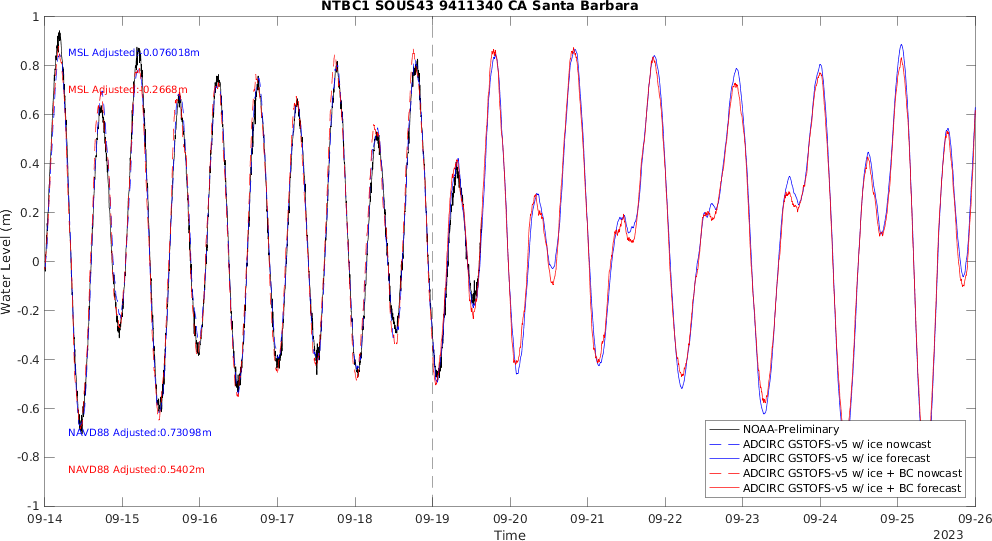 NTBC1 SOUS43 9411340 CA Santa Barbara
1
0.8
0.6
0.4
0.2
0
-0.2
-0.4
-0.6
-0.8
-1
Water Level (m)
MSL Adjusted:-0.076018m
MSL Adjusted:-0.2668m
NAVD88 Adjusted:0.73098m
NAVD88 Adjusted:0.5402m
NOAA-Preliminary
ADCIRC GSTOFS-v5 w/ ice nowcast
ADCIRC GSTOFS-v5 w/ ice forecast
ADCIRC GSTOFS-v5 w/ ice + BC nowcast
ADCIRC GSTOFS-v5 w/ ice + BC forecast
09-14 09-15 09-16 09-17 09-18 09-19 09-20 09-21 09-22 09-23 09-24 09-25 09-26
Time
2023